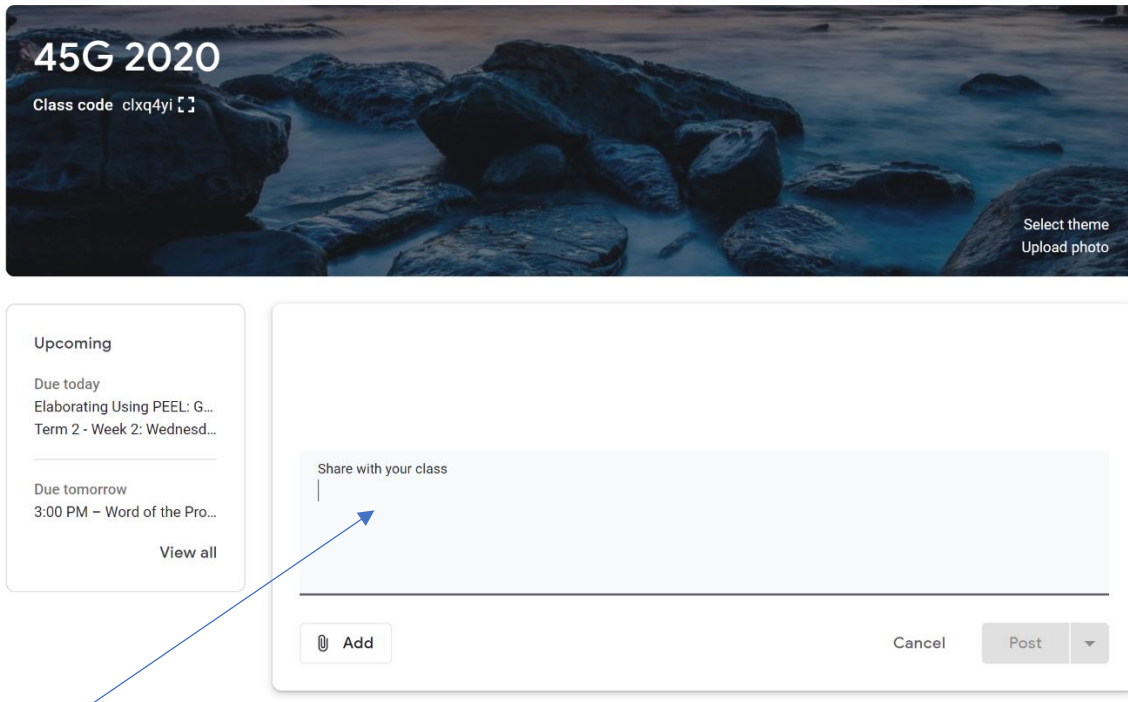 45G 2020
Class code clxq4yi
Select theme
Upload photo
Upcoming
Due today
Elaborating Using PEEL: G...
Term 2 - Week 2: Wednesd...
Due tomorrow
3:00 PM – Word of the Pro...
View all
Share with your class
Add
Cancel
Post